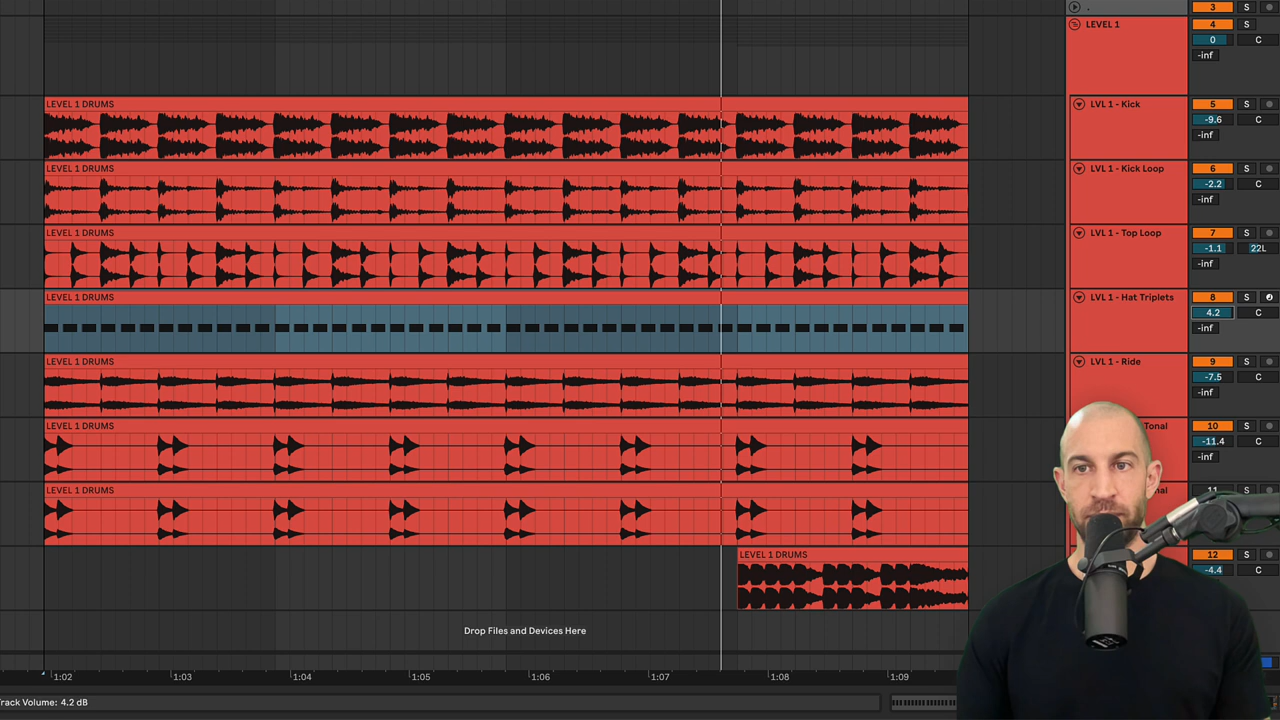 .
3
S
LEVEL 1
4
S
0
C
-inf
LEVEL 1 DRUMS
LVL 1 - Kick
5
S
-9.6
C
-inf
LEVEL 1 DRUMS
LVL 1 - Kick Loop
6
S
-2.2
C
-inf
LEVEL 1 DRUMS
LVL 1 - Top Loop
7
S
-1.1
22L
-inf
LEVEL 1 DRUMS
LVL 1 - Hat Triplets
8
S
4.2
C
-inf
LEVEL 1 DRUMS
LVL 1 - Ride
9
S
-7.5
C
-inf
LEVEL 1 DRUMS
Tonal
10
S
-11.4
C
-inf
LEVEL 1 DRUMS
nal
11
S
LEVEL 1 DRUMS
12
S
-4.4
C
Drop Files and Devices Here
1:02
1:03
1:04
1:05
1:06
1:07
1:08
1:09
rack Volume: 4.2 dB